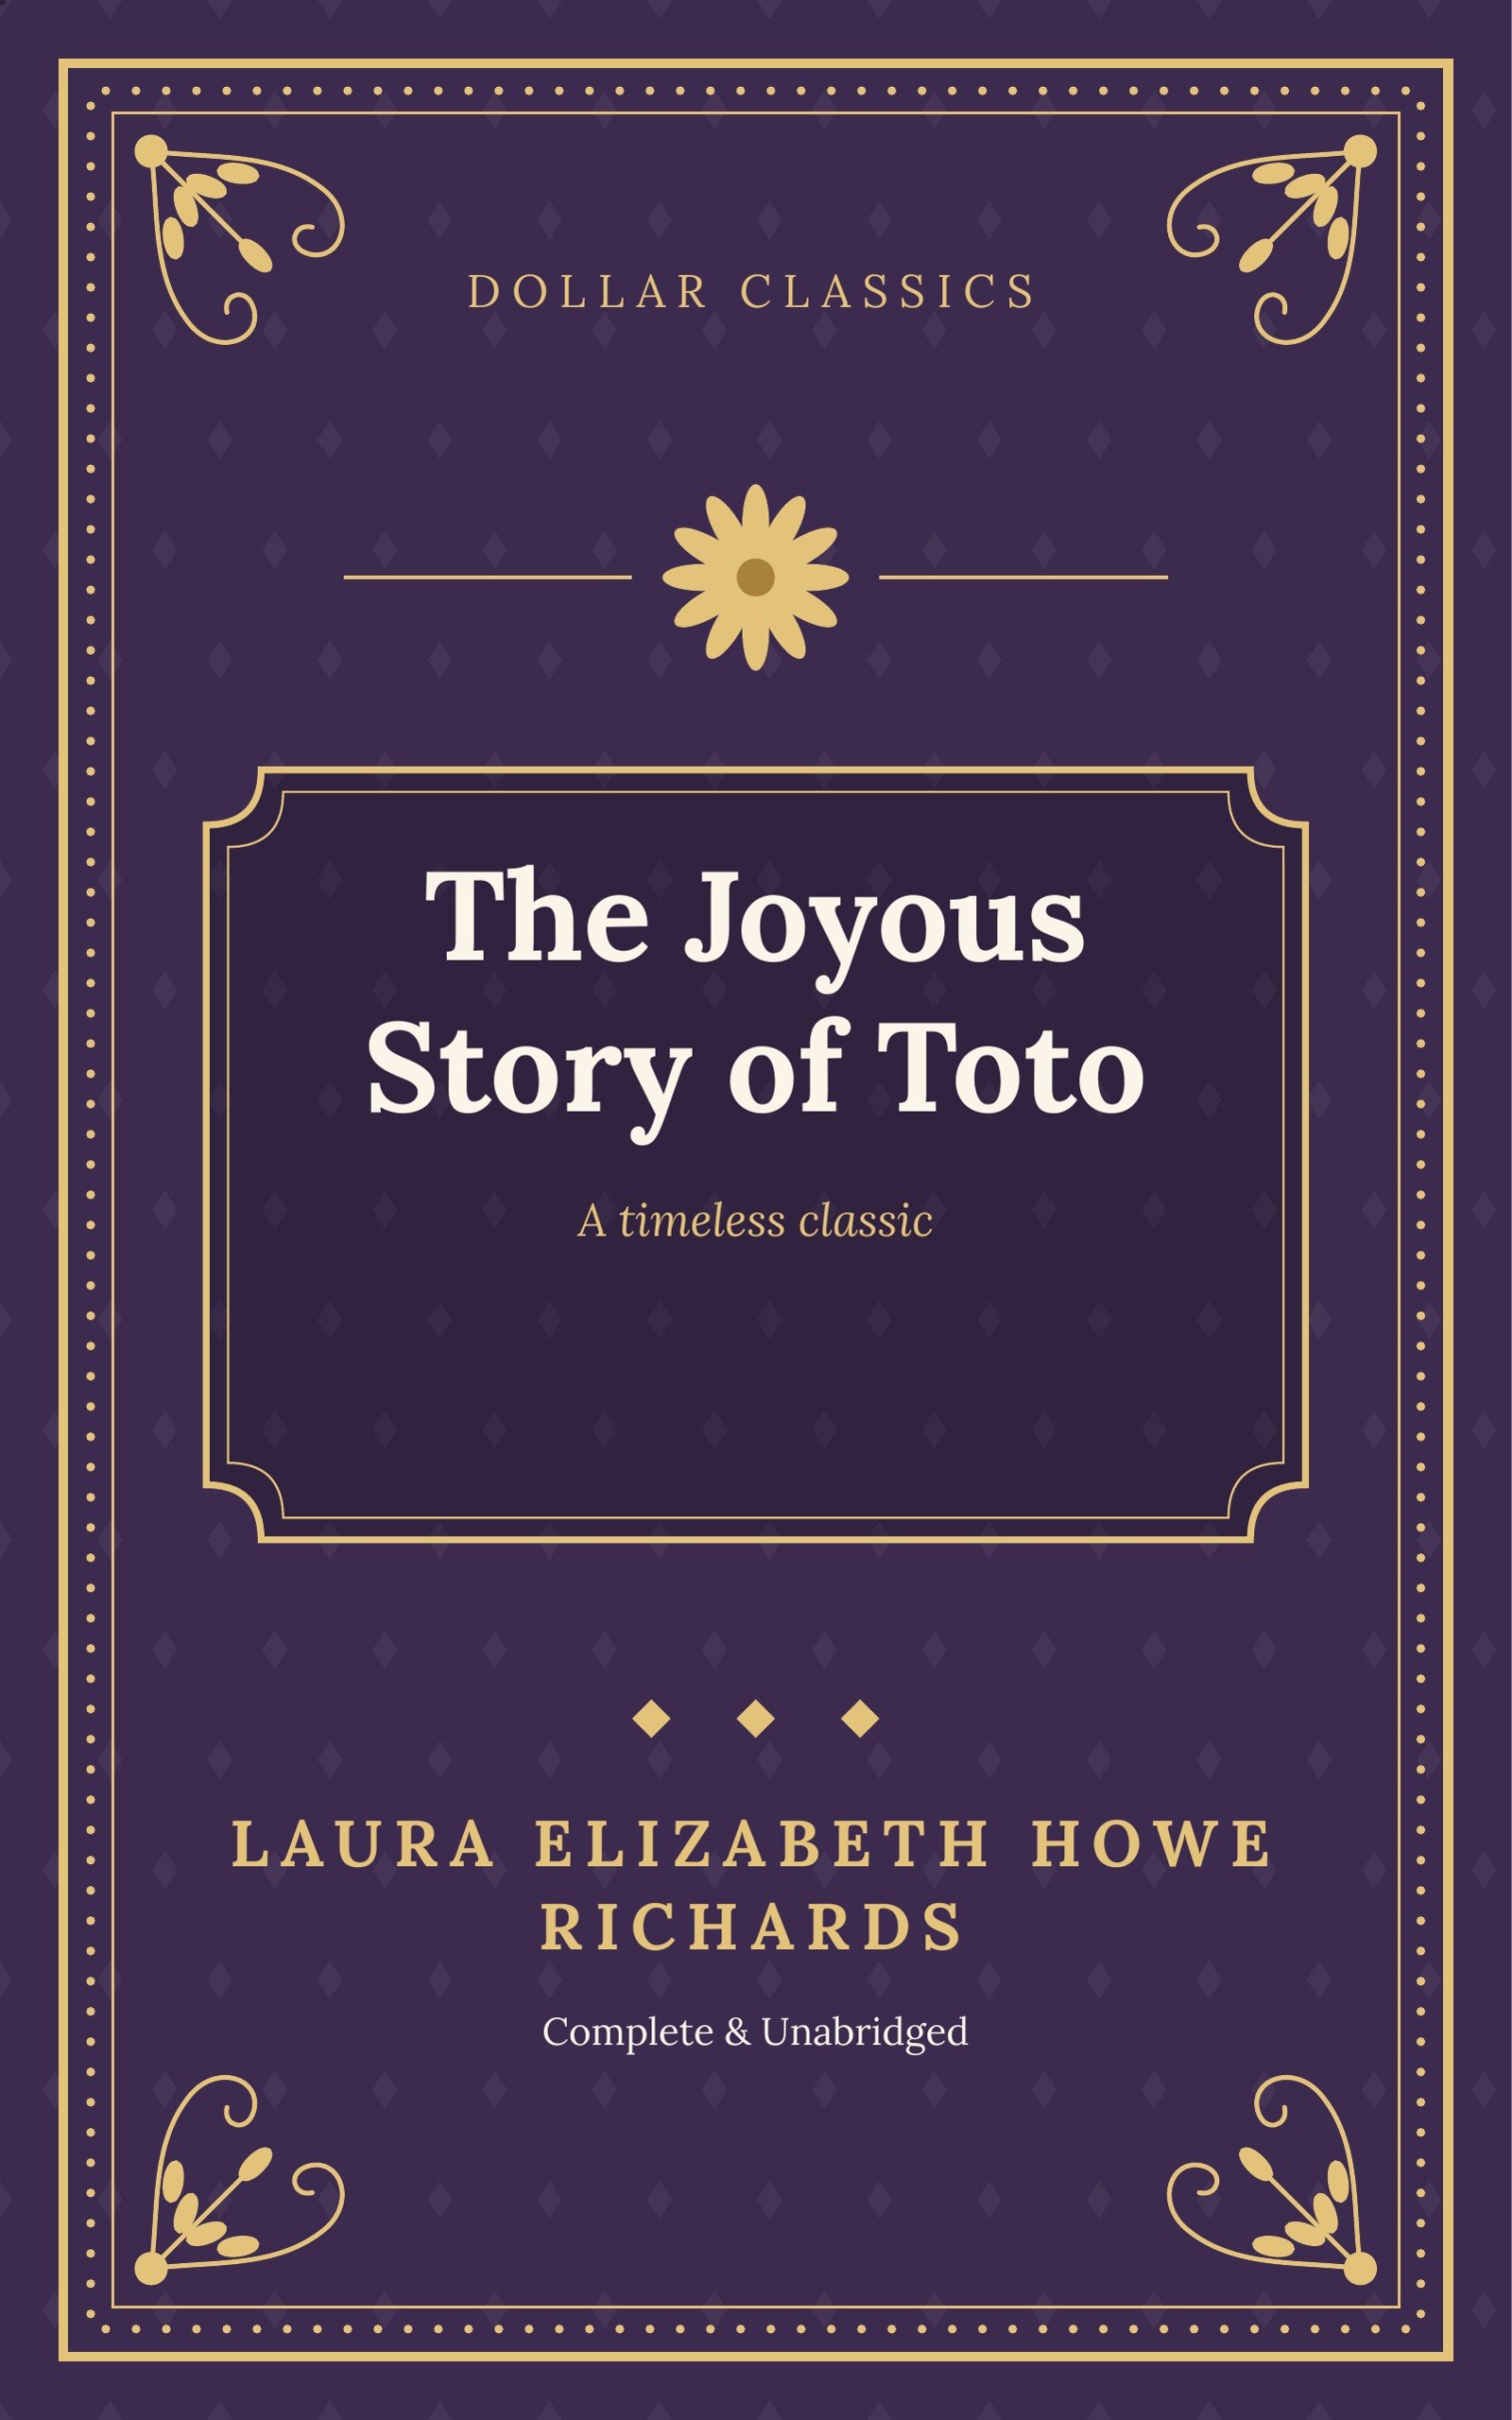 DOLLAR CLASSICS
The Joyous
Story of Toto
A timeless classic
LAURA ELIZABETH HOWE
RICHARDS
Complete & Unabridged